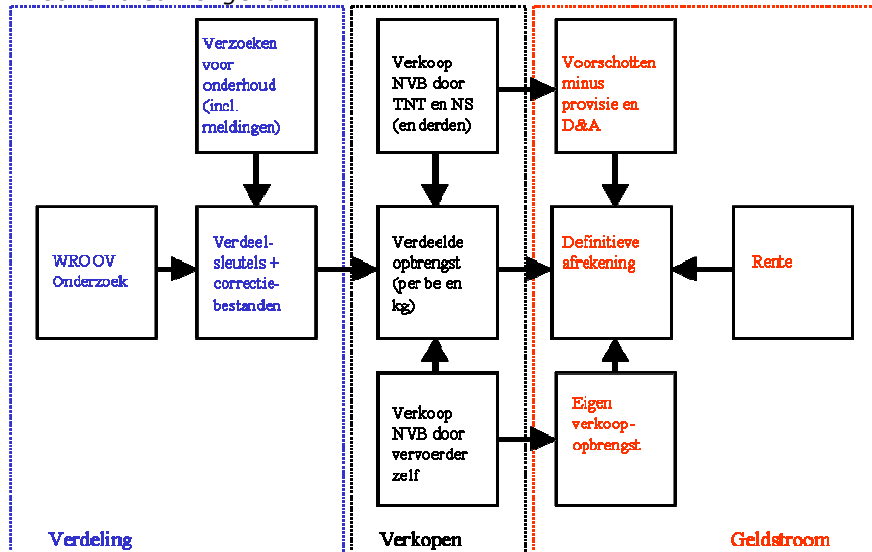 Verzoeken
voor
onderhoud
(incl.
meldingen)
Verkoop
NVB door
TNT en NS
(en derden)
Voorschotten
minus
provisie en
D&A
WROOV
Onderzoek
Verdeel-
sleutels +
correctie-
bestanden
Verdeelde
opbrengst
(per be en
kg)
Definitieve
afrekening
Rente
Verkoop
NVB door
vervoerder
zelf
Eigen
verkoop-
opbrengst.
Verdeling
Verkopen
Geldstroom